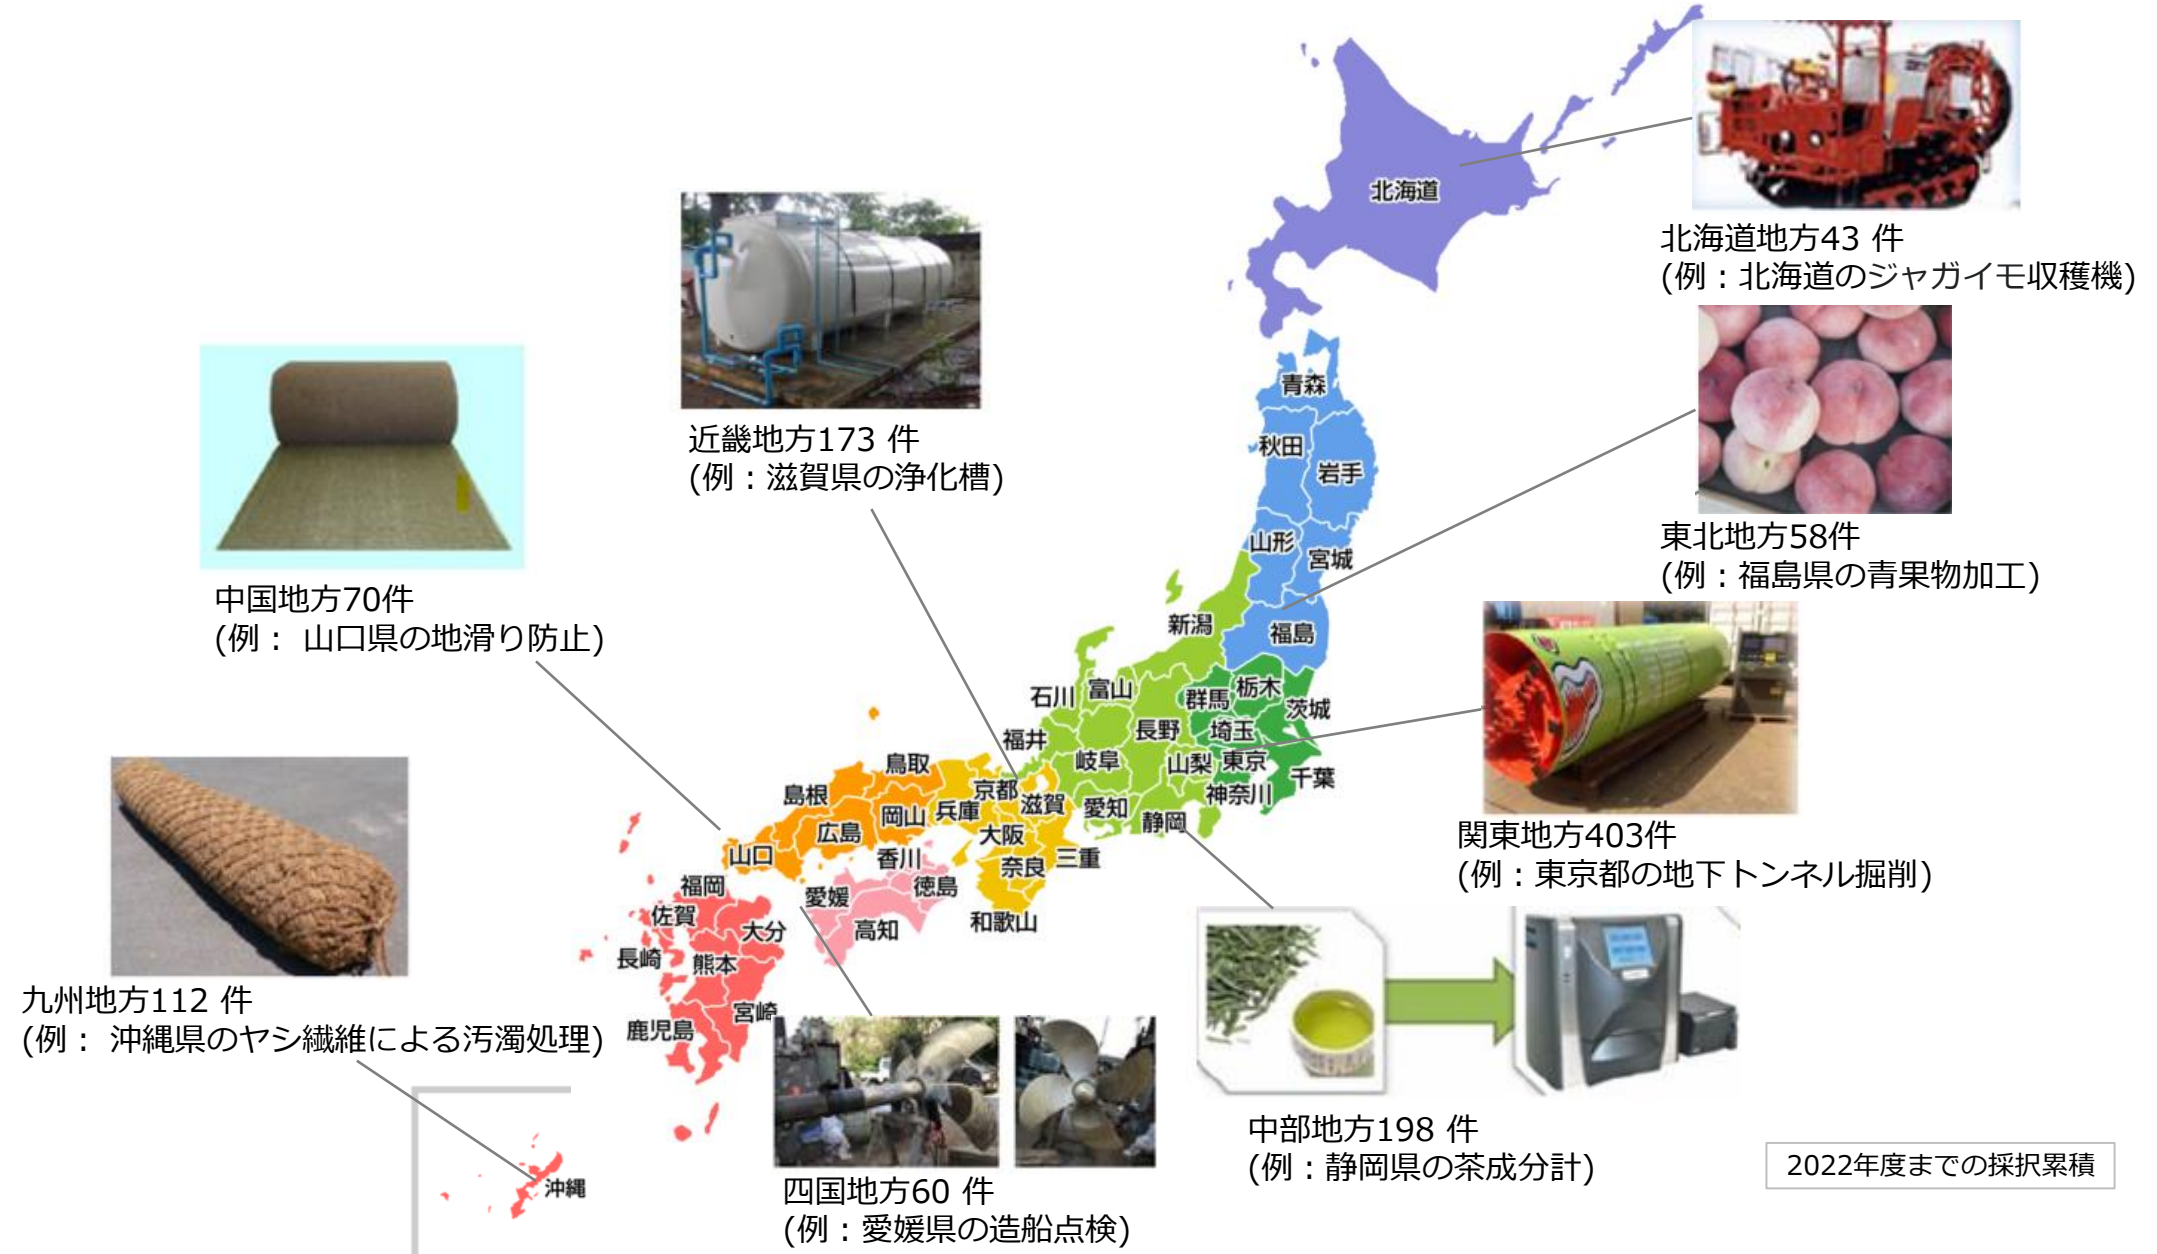 北海道
北海道地方43 件
(例：北海道のジャガイモ収穫機)
東北地方58件
(例：福島県の青果物加工)
近畿地方173 件
(例：滋賀県の浄化槽)
中国地方70件
(例： 山口県の地滑り防止)
九州地方112 件
(例： 沖縄県のヤシ繊維による汚濁処理)
関東地方403件
(例：東京都の地下トンネル掘削)
中部地方198 件
(例：静岡県の茶成分計)
四国地方60 件
(例：愛媛県の造船点検)
2022年度までの採択累積
青森
秋田
岩手
山形
宮城
新潟
福島
石川
富山
群馬
栃木
茨城
長野
埼玉
福井
岐阜
山梨
東京
千葉
神奈川
愛知
静岡
鳥取
島根
岡山
広島
山口
京都
滋賀
兵庫
大阪
奈良
三重
和歌山
香川
徳島
愛媛
高知
福岡
佐賀
大分
長崎
熊本
宮崎
鹿児島
沖縄